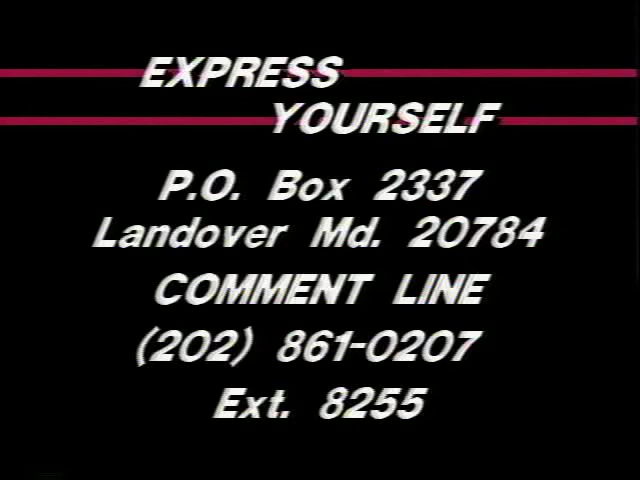 EXPRESS
YOURSELF
P.O. Box 2337
Landover Md. 20784
COMMENT LINE
(202) 861-0207
Ext. 8255